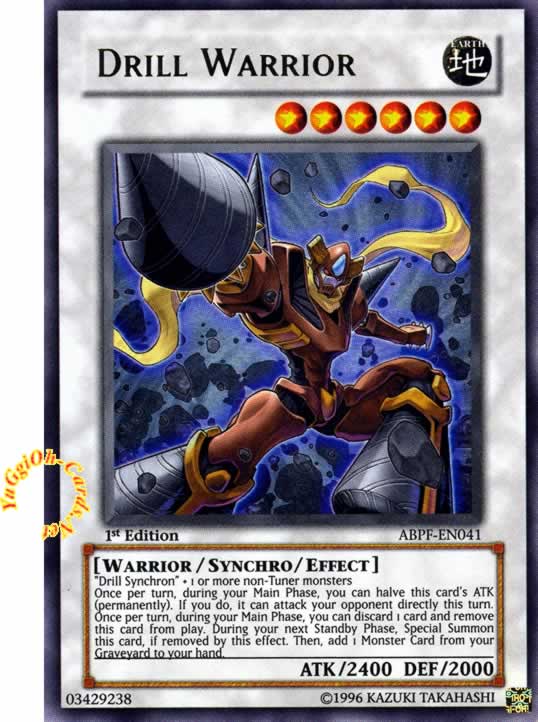 DRILL WARRIOR
EARTH
地
1st Edition
ABPF-EN041
[WARRIOR / SYNCHRO / EFFECT]
"Drill Synchron" + 1 or more non-Tuner monsters
Once per turn, during your Main Phase, you can halve this card's ATK
(permanently). If you do, it can attack your opponent directly this turn.
Once per turn, during your Main Phase, you can discard 1 card and remove
this card from play. During your next Standby Phase, Special Summon
this card, if removed by this effect. Then, add 1 Monster Card from your
Graveyard to your hand.
ATK/2400 DEF/2000
03429238
©1996 KAZUKI TAKAHASHI
YuGgiOh-Cards.Net